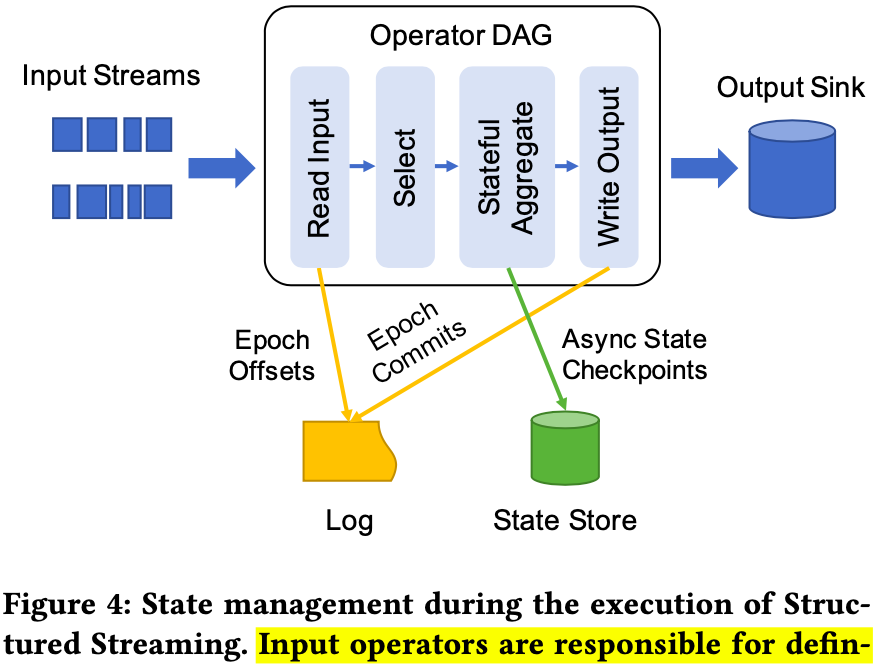 Operator DAG
Input Streams
Output Sink
Read Input
Select
Stateful
Aggregate
Write Output
Epoch
Offsets
Epoch
Commits
Async State
Checkpoints
Log
State Store
Figure 4: State management during the execution of Struc-
tured Streaming. Input operators are responsible for defin-